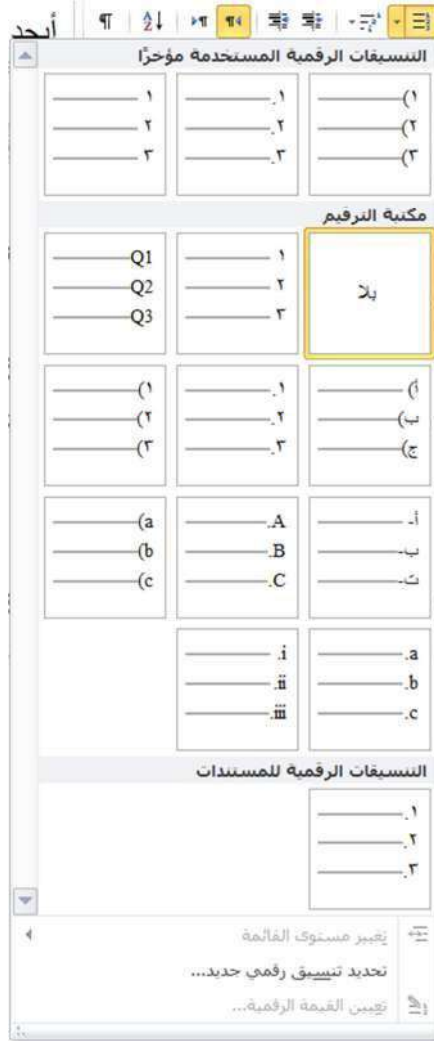 أبجد
التنسيقات الرقمية المستخدمة مؤخرًا
١) .١ ١
٢) .٢ ٢
٣) .٣ ٣
مكتبة الترقيم
بلا ١ Q1
٢ Q2
٣ Q3
أ) .١ ١)
ب) .٢ ٢)
ج) .٣ ٣)
أ- A. a)
ب- B. b)
ت- C. c)
a. i.
b. ii.
c. iii.
التنسيقات الرقمية للمستندات
.١
.٢
.٣
تغيير مستوى القائمة
تحديد تنسيق رقمي جديد...
تعيين القيمة الرقمية...